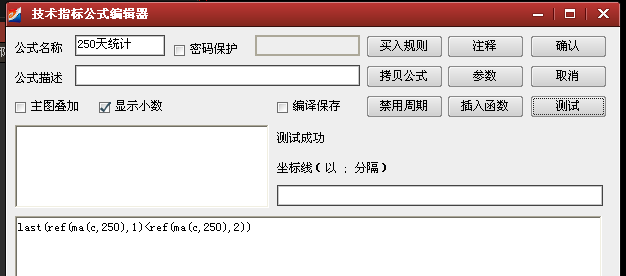 技术指标公式编辑器
公式名称 250天统计 密码保护 买入规则 注释 确认
公式描述 拷贝公式 参数 取消
主图叠加 显示小数 编译保存 禁用周期 插入函数 测试
测试成功
坐标线(以 ; 分隔)
last(ref(ma(c,250),1)<ref(ma(c,250),2))